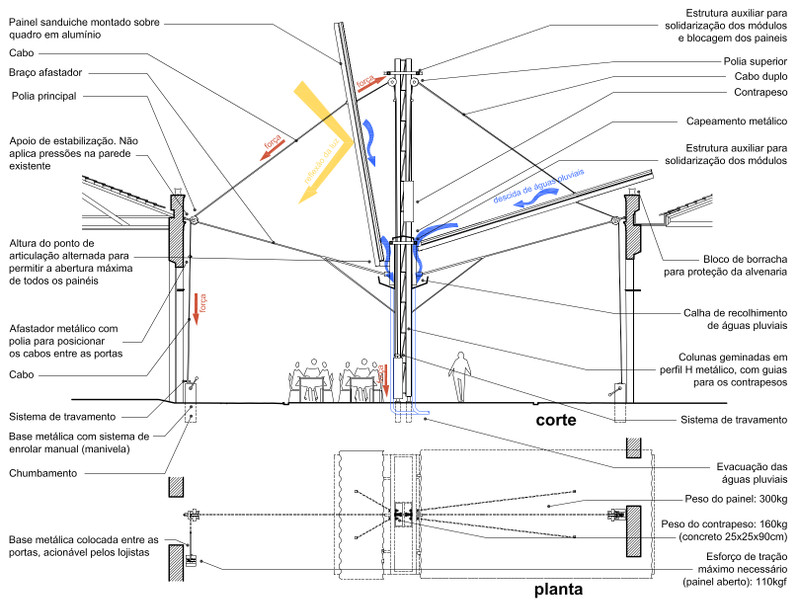 Painel sanduiche montado sobre
quadro em alumínio
Cabo
Braço afastador
Polia principal
Apoio de estabilização. Não
aplica pressões na parede
existente
Altura do ponto de
articulação alternada para
permitir a abertura máxima
de todos os painéis
Afastador metálico com
polia para posicionar
os cabos entre as portas
Cabo
Sistema de travamento
Base metálica com sistema de
enrolar manual (manivela)
Chumbamento
Base metálica colocada entre as
portas, acionável pelos lojistas
força
força
reflexão da luz
força
força
descida de águas pluviais
Estrutura auxiliar para
solidarização dos módulos
e blocagem dos paineis
Polia superior
Cabo duplo
Contrapeso
Capeamento metálico
Estrutura auxiliar para
solidarização dos módulos
Bloco de borracha
para proteção da alvenaria
Calha de recolhimento
de águas pluviais
Colunas geminadas em
perfil H metálico, com guias
para os contrapesos
corte
Sistema de travamento
Evacuação das
águas pluviais
Peso do painel: 300kg
Peso do contrapeso: 160kg
(concreto 25x25x90cm)
Esforço de tração
máximo necessário
(painel aberto): 110kgf
planta